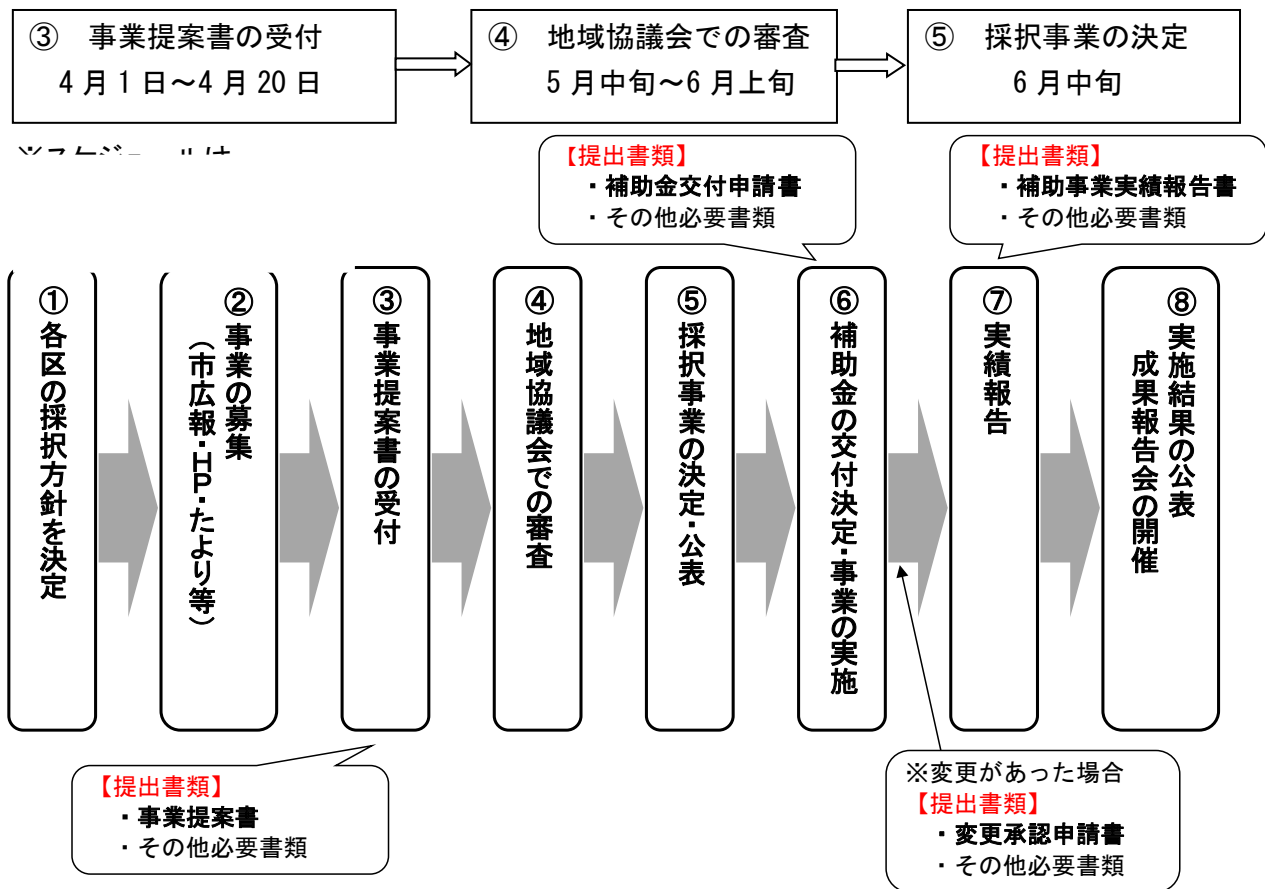 ③ 事業提案書の受付
4月1日～4月20日
④ 地域協議会での審査
5月中旬～6月上旬
⑤ 採択事業の決定
6月中旬
※スケジュールは
【提出書類】
・補助金交付申請書
・その他必要書類
【提出書類】
・補助事業実績報告書
・その他必要書類
①各区の採択方針を決定
②事業の募集
（市広報・ＨＰ・たより等）
③事業提案書の受付
④地域協議会での審査
⑤採択事業の決定・公表
⑥補助金の交付決定・事業の実施
⑦実績報告
⑧実施結果の公表
成果報告会の開催
【提出書類】
・事業提案書
・その他必要書類
※変更があった場合
【提出書類】
・変更承認申請書
・その他必要書類